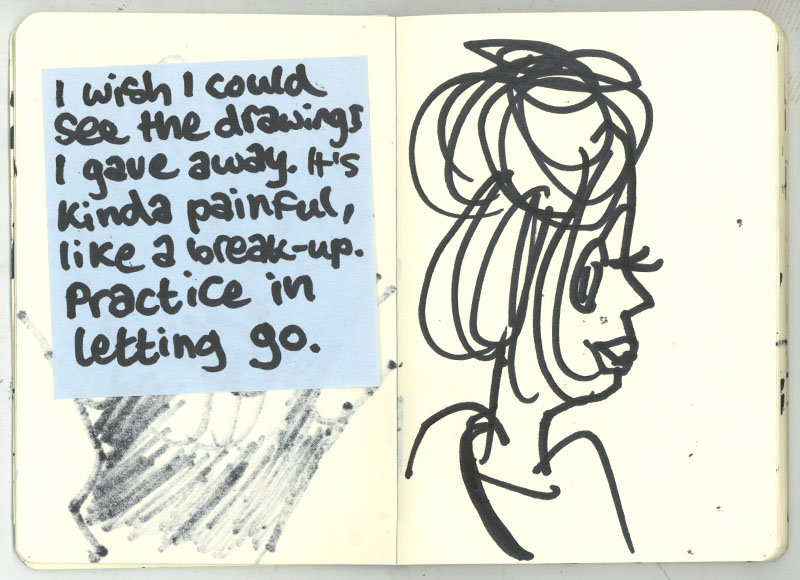 I wish I could
see the drawings
I gave away. It's
kinda painful,
like a break-up.
Practice in
letting go.